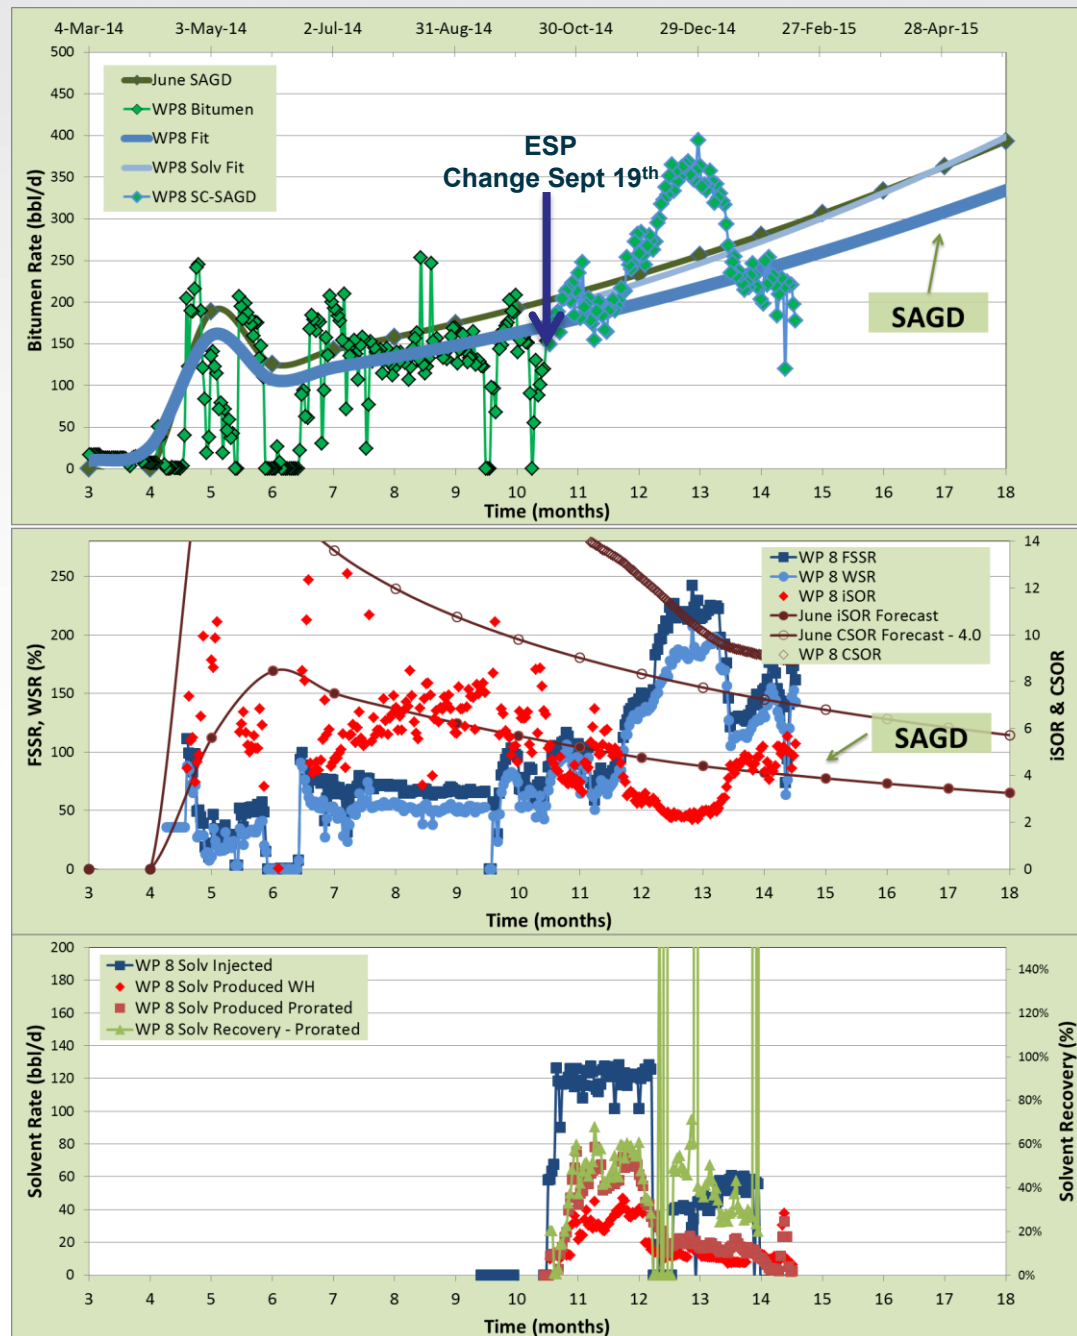 4-Mar-14 3-May-14 2-Jul-14 31-Aug-14 30-Oct-14 29-Dec-14 27-Feb-15 28-Apr-15
500
450
400
350
300
250
200
150
100
50
0
Bitumen Rate (bbl/d)
June SAGD
WP8 Bitumen
WP8 Fit
WP8 Solv Fit
WP8 SC-SAGD
ESP
Change Sept 19th
SAGD
3 4 5 6 7 8 9 10 11 12 13 14 15 16 17 18
Time (months)
250
200
150
100
50
0
FSSR, WSR (%)
WP 8 FSSR
WP 8 WSR
WP 8 iSOR
June iSOR Forecast
June CSOR Forecast - 4.0
WP 8 CSOR
SAGD
14
12
10
8
6
4
2
0
iSOR & CSOR
3 4 5 6 7 8 9 10 11 12 13 14 15 16 17 18
Time (months)
200
180
160
140
120
100
80
60
40
20
0
Solvent Rate (bbl/d)
WP 8 Solv Injected
WP 8 Solv Produced WH
WP 8 Solv Produced Prorated
WP 8 Solv Recovery - Prorated
140%
120%
100%
80%
60%
40%
20%
0%
Solvent Recovery (%)
3 4 5 6 7 8 9 10 11 12 13 14 15 16 17 18
Time (months)